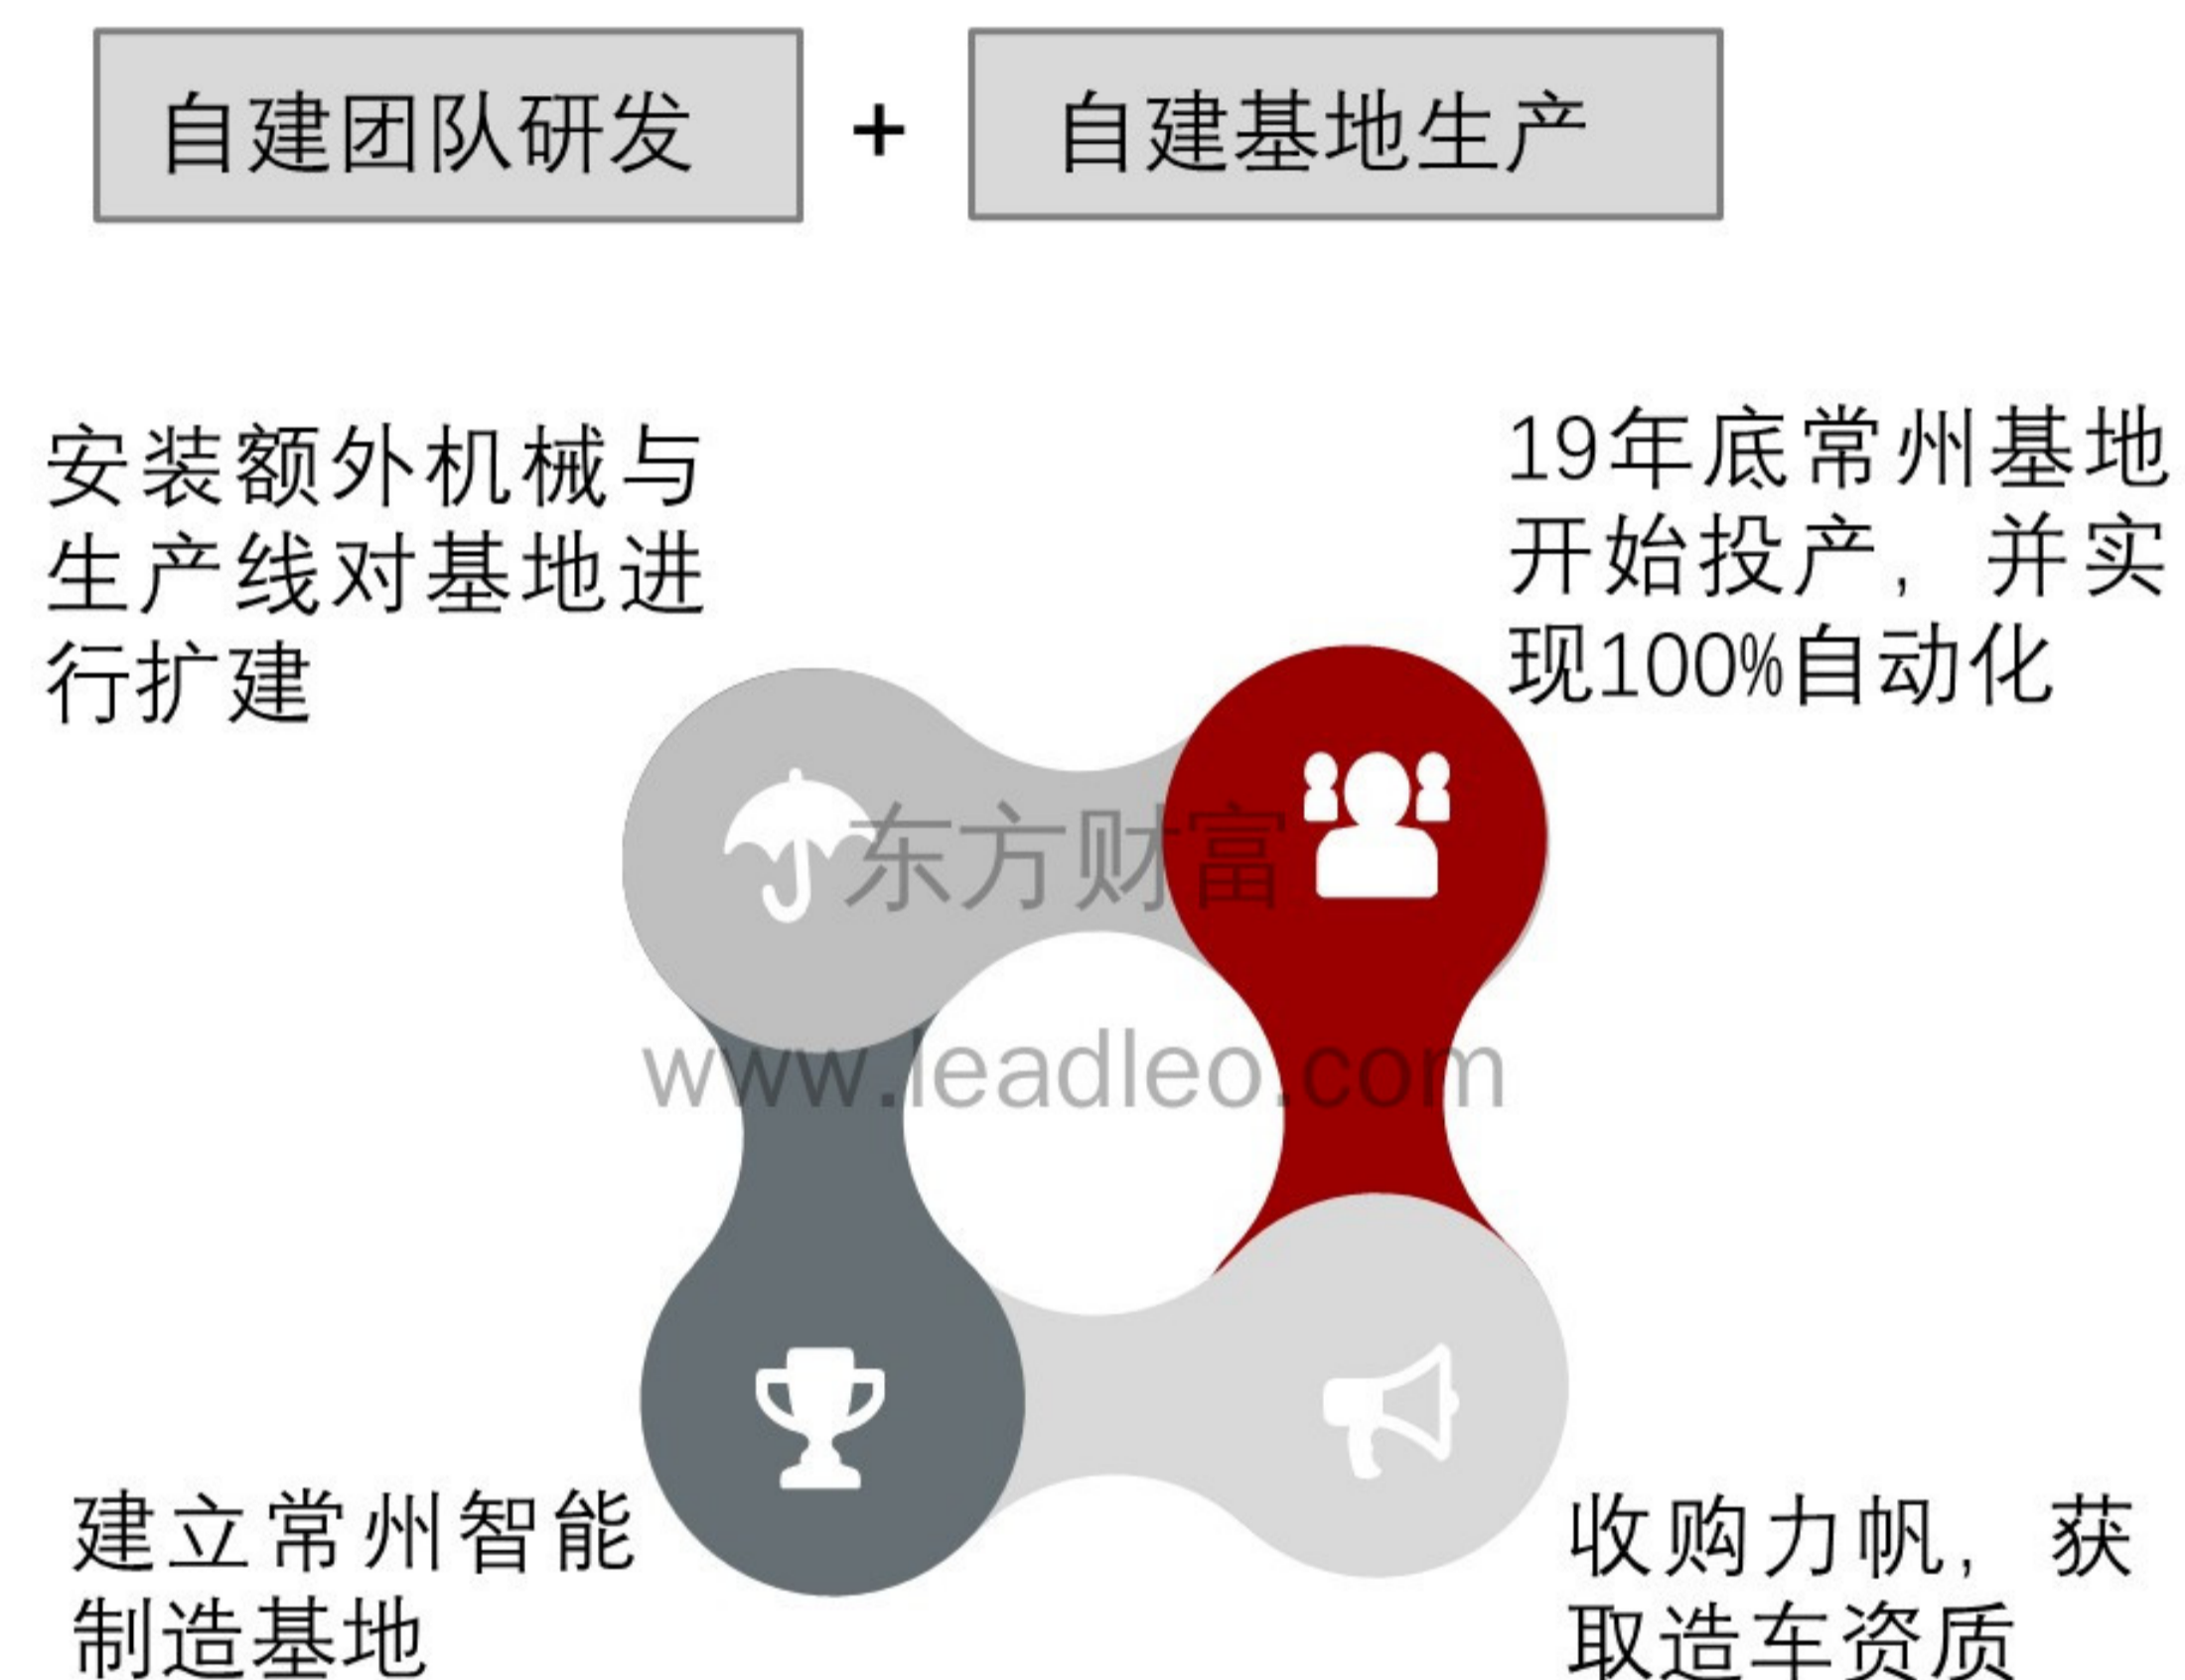 自建团队研发
+
自建基地生产
安装额外机械与
生产线对基地进
行扩建
19年底常州基地
开始投产，并实
现100%自动化
东方财富
www.leadleo.com
建立常州智能
制造基地
收购力帆，获
取造车资质